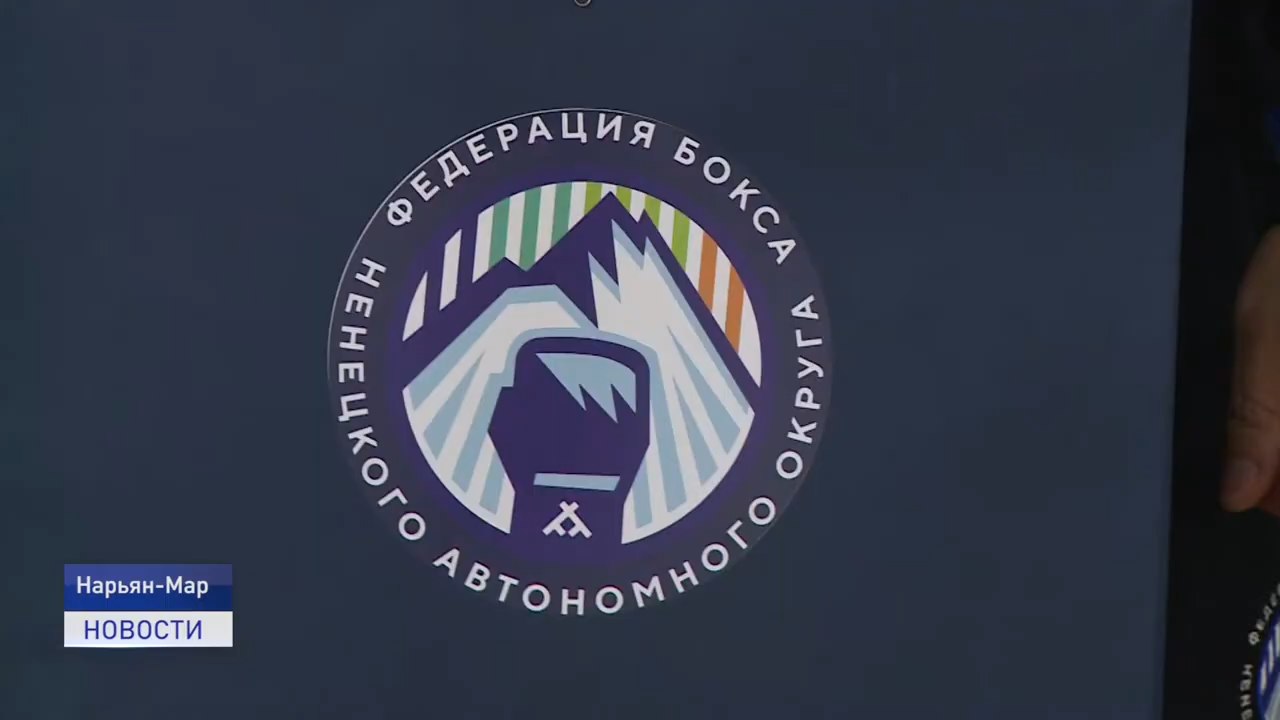 ФЕДЕРАЦИЯ БОКСА
НЕНЕЦКОГО АВТОНОМНОГО ОКРУГА
Нарьян-Мар
НОВОСТИ